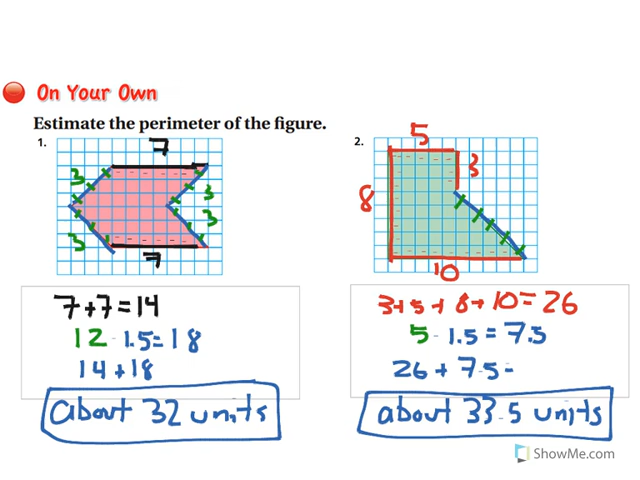 On Your Own
Estimate the perimeter of the figure.
1.
7
3
3
3
3
7
7+7=14
12 · 1.5=18
14+18
about 32 units
2.
5
3
8
10
3+5+8+10=26
5 · 1.5=7.5
26+7.5=
about 33.5 units
ShowMe.com